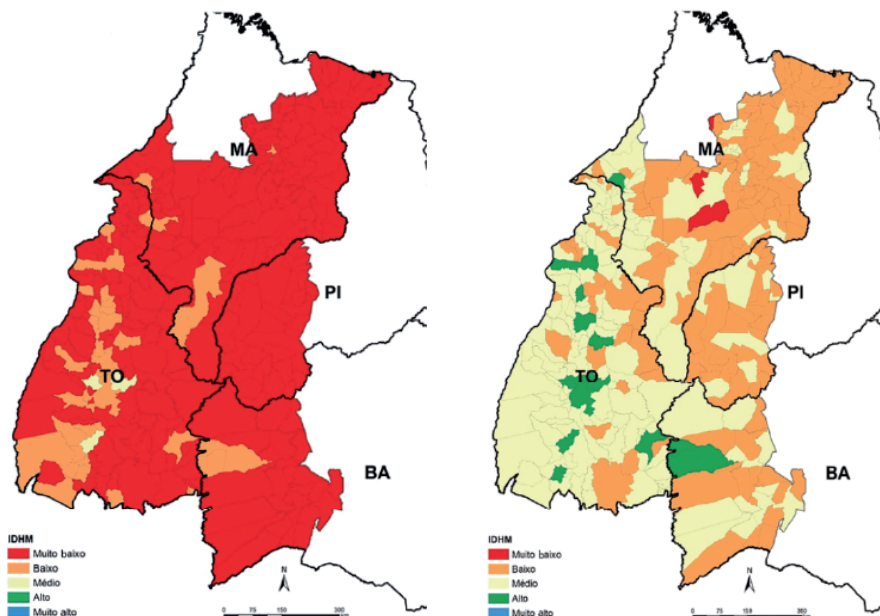 MA
PI
TO
BA
IDHM
Muito baixo
Baixo
Médio
Alto
Muito alto
N
0 75 150 300
MA
PI
TO
BA
IDHM
Muito baixo
Baixo
Médio
Alto
Muito alto
N
0 75 150 300